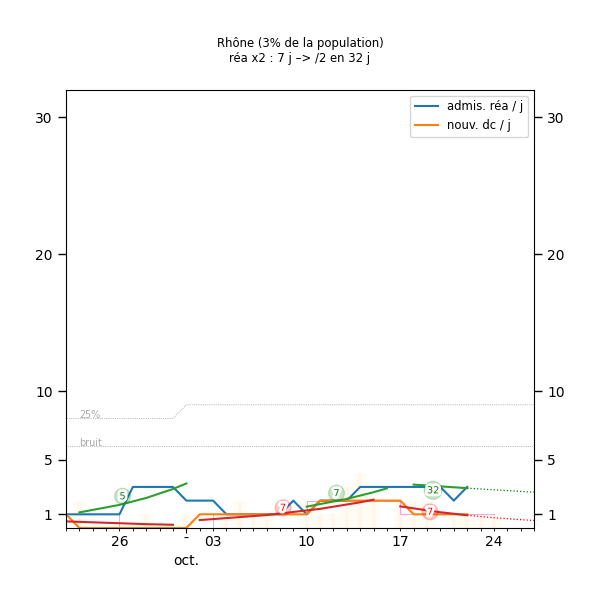 Rhône (3% de la population)
réa x2 : 7 j –> /2 en 32 j
admis. réa / j
nouv. dc / j
30 30
20 20
10 10
25%
bruit
5 5
5 7 7 32 7
1 1
26 - 03 10 17 24
oct.